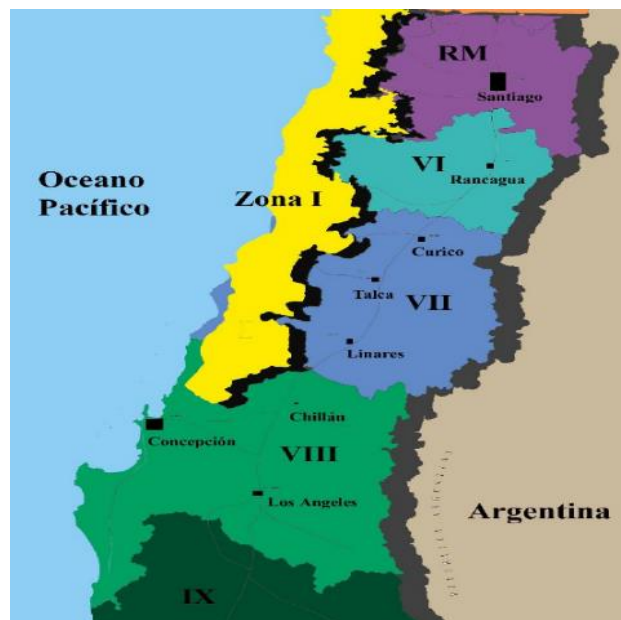 RM
Santiago
VI
Rancagua
Oceano
Pacífico
Zona I
Curico
Talca
VII
Linares
Chillán
Concepción
VIII
Los Angeles
Argentina
IX